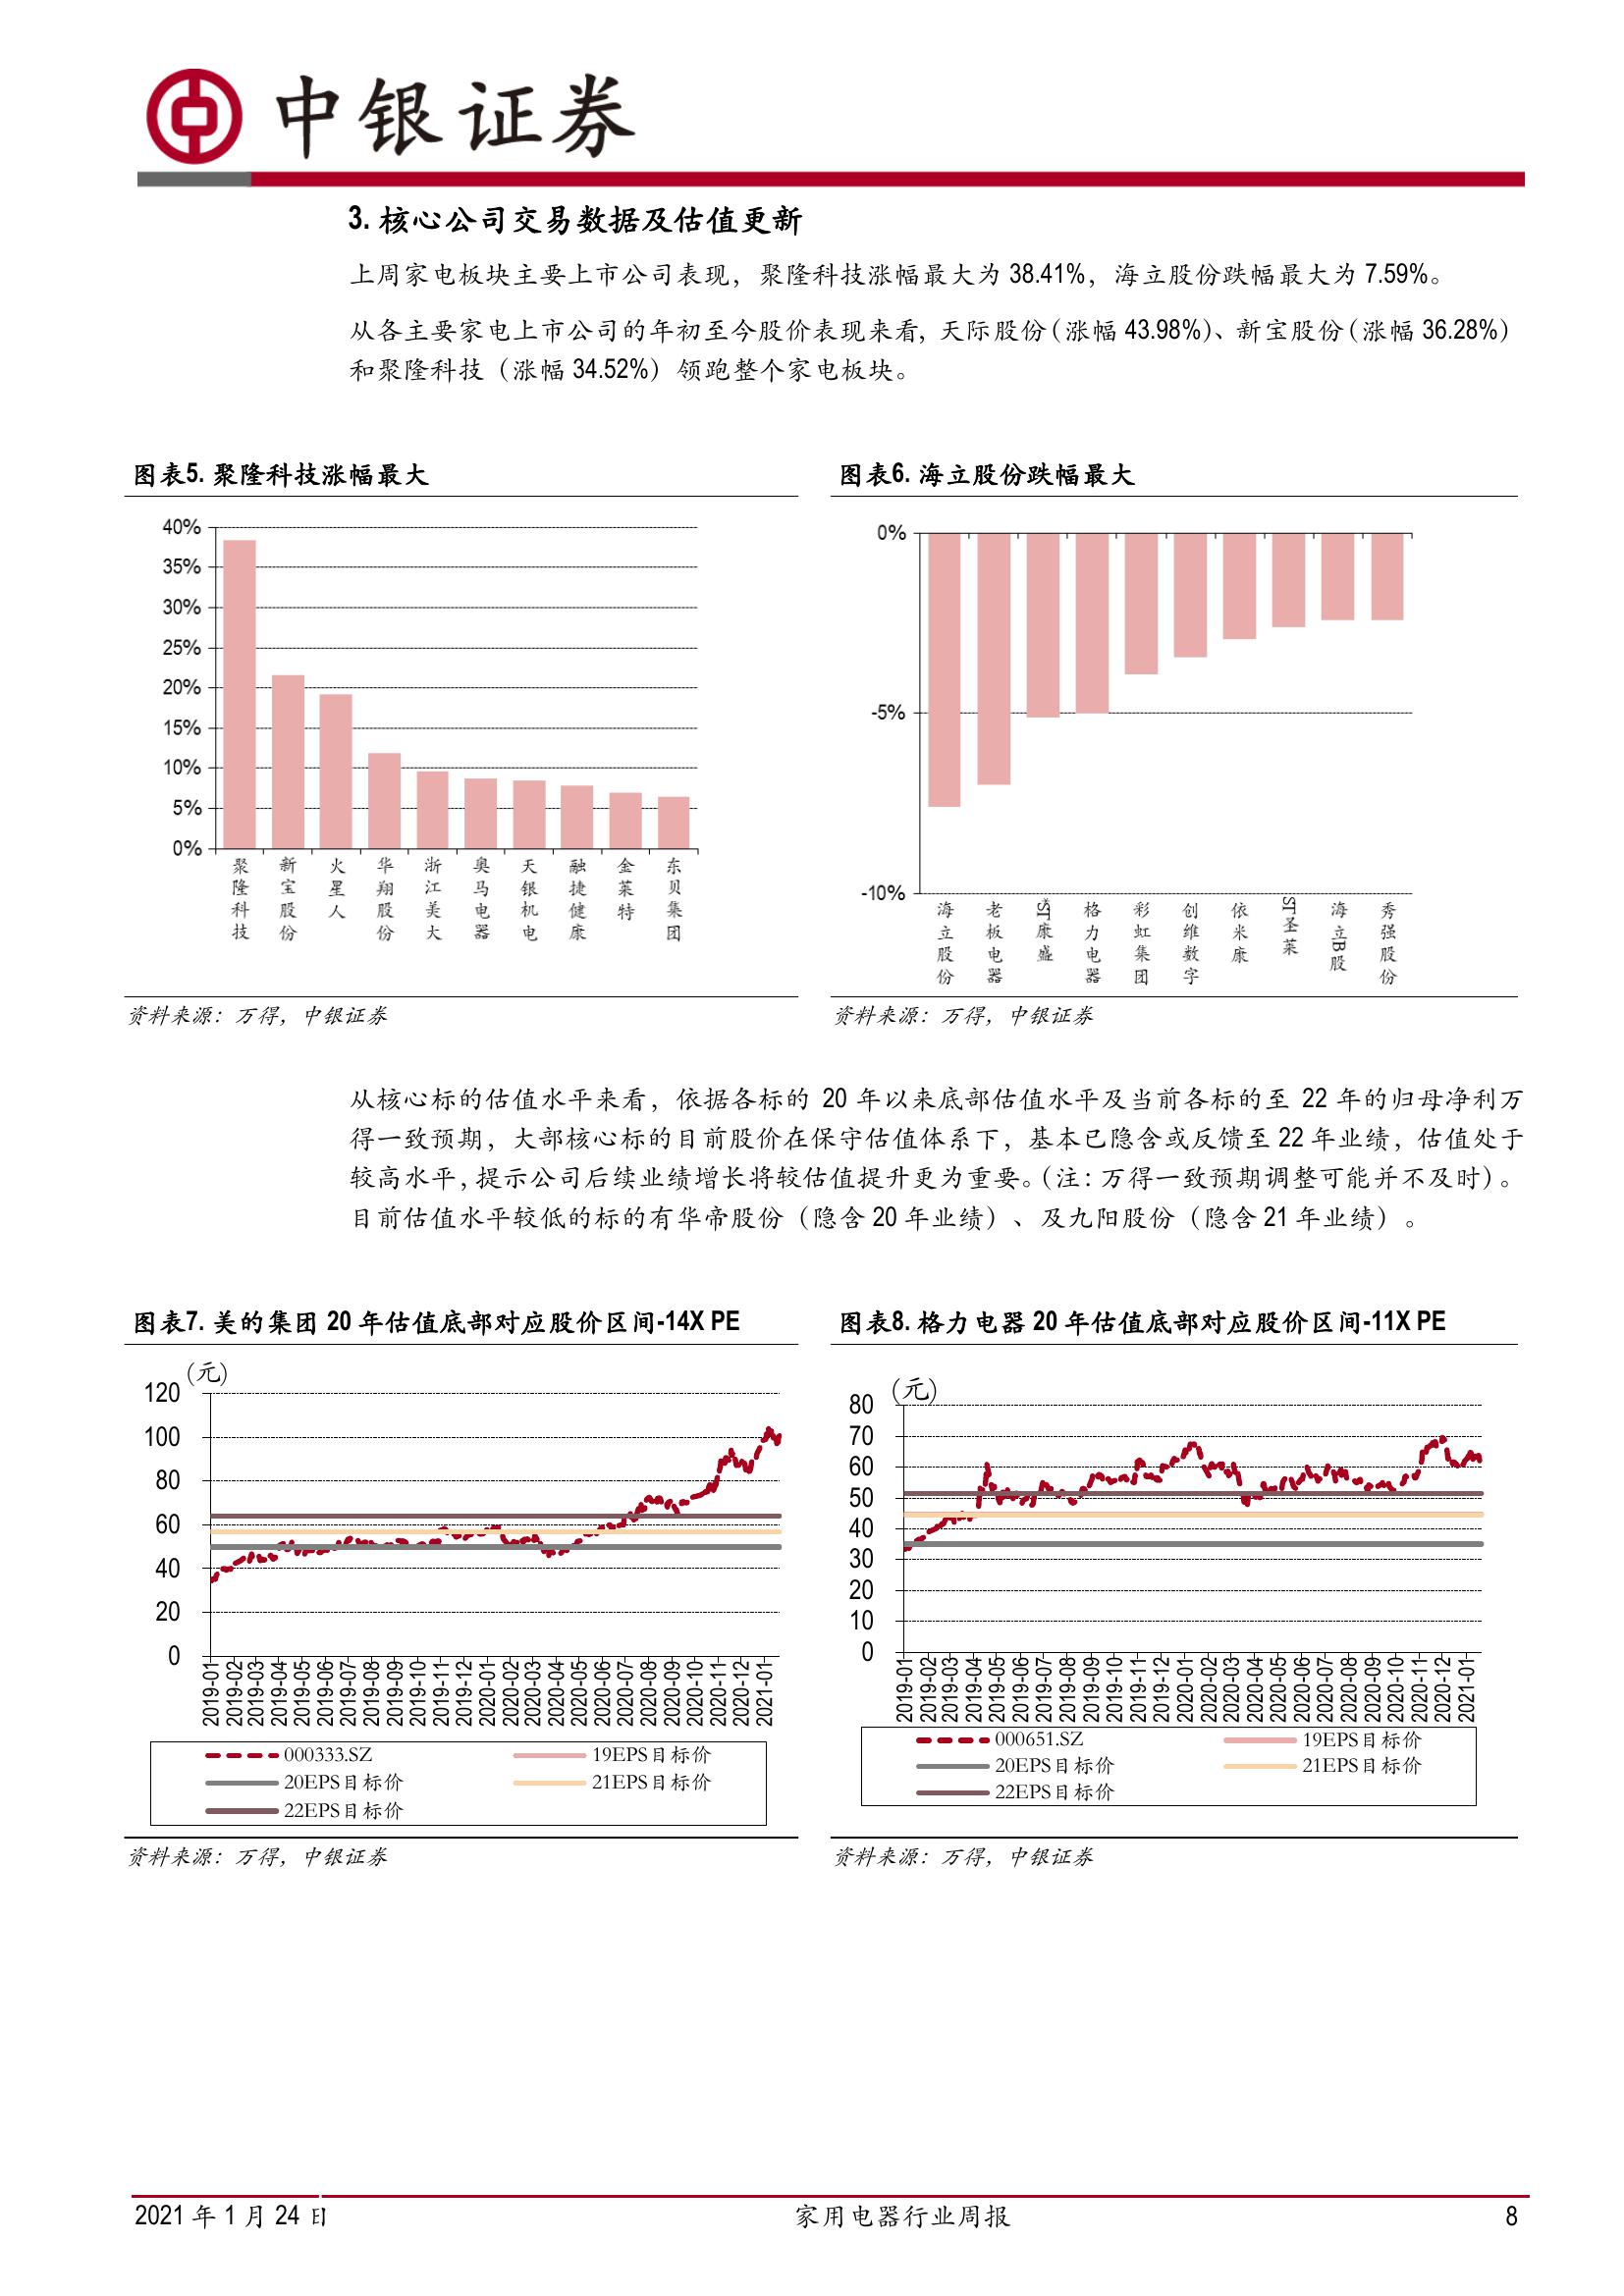 中银证券
3. 核心公司交易数据及估值更新
上周家电板块主要上市公司表现，聚隆科技涨幅最大为 38.41%，海立股份跌幅最大为 7.59%。
从各主要家电上市公司的年初至今股价表现来看，天际股份（涨幅 43.98%）、新宝股份（涨幅 36.28%）
和聚隆科技（涨幅 34.52%）领跑整个家电板块。
图表5. 聚隆科技涨幅最大
40%
35%
30%
25%
20%
15%
10%
5%
0%
聚隆科技
新宝股份
火星人
华翔股份
浙江美大
奥马电器
天银机电
融捷健康
金莱特
东贝集团
资料来源：万得，中银证券
图表6. 海立股份跌幅最大
0%
-5%
-10%
海立股份
老板电器
*ST康盛
格力电器
彩虹集团
创维数字
依米康
ST圣莱
海立B股
秀强股份
资料来源：万得，中银证券
从核心标的估值水平来看，依据各标的 20 年以来底部估值水平及当前各标的至 22 年的归母净利万
得一致预期，大部核心标的目前股价在保守估值体系下，基本已隐含或反馈至 22 年业绩，估值处于
较高水平，提示公司后续业绩增长将较估值提升更为重要。（注：万得一致预期调整可能并不及时）。
目前估值水平较低的标的有华帝股份（隐含 20 年业绩）、及九阳股份（隐含 21 年业绩）。
图表7. 美的集团 20 年估值底部对应股价区间-14X PE
(元)
120
100
80
60
40
20
0
2019-01
2019-02
2019-03
2019-04
2019-05
2019-06
2019-07
2019-08
2019-09
2019-10
2019-11
2019-12
2020-01
2020-02
2020-03
2020-04
2020-05
2020-06
2020-07
2020-08
2020-09
2020-10
2020-11
2020-12
2021-01
000333.SZ
19EPS目标价
20EPS目标价
21EPS目标价
22EPS目标价
资料来源：万得，中银证券
图表8. 格力电器 20 年估值底部对应股价区间-11X PE
(元)
80
70
60
50
40
30
20
10
0
2019-01
2019-02
2019-03
2019-04
2019-05
2019-06
2019-07
2019-08
2019-09
2019-10
2019-11
2019-12
2020-01
2020-02
2020-03
2020-04
2020-05
2020-06
2020-07
2020-08
2020-09
2020-10
2020-11
2020-12
2021-01
000651.SZ
19EPS目标价
20EPS目标价
21EPS目标价
22EPS目标价
资料来源：万得，中银证券
2021 年 1 月 24 日
家用电器行业周报
8